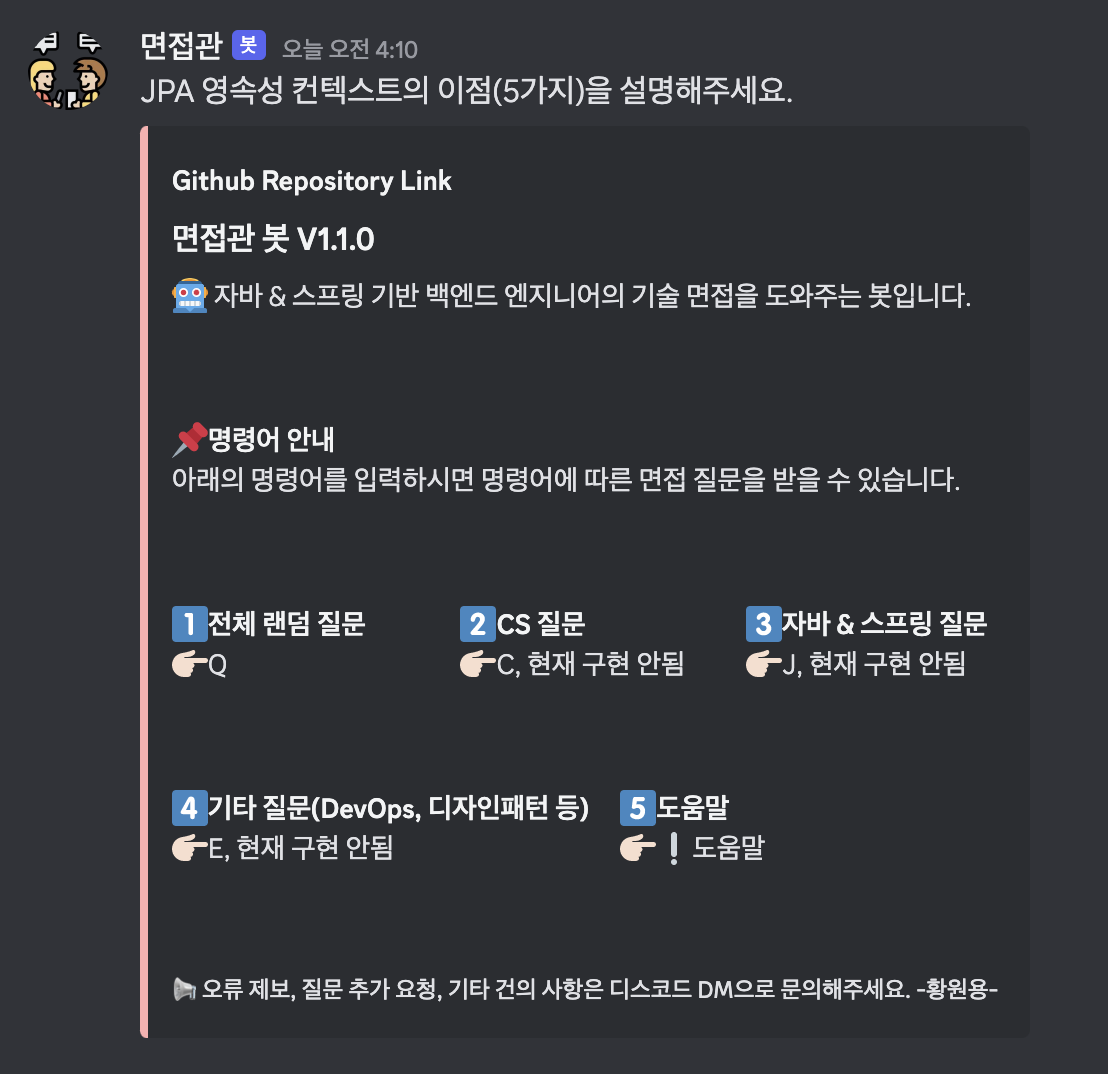 면접관 봇 오늘 오전 4:10
JPA 영속성 컨텍스트의 이점(5가지)을 설명해주세요.
Github Repository Link
면접관 봇 V1.1.0
🤖 자바 & 스프링 기반 백엔드 엔지니어의 기술 면접을 도와주는 봇입니다.
📌명령어 안내
아래의 명령어를 입력하시면 명령어에 따른 면접 질문을 받을 수 있습니다.
1️⃣전체 랜덤 질문 2️⃣CS 질문 3️⃣자바 & 스프링 질문
👉🏻Q 👉🏻C, 현재 구현 안됨 👉🏻J, 현재 구현 안됨
4️⃣기타 질문(DevOps, 디자인패턴 등) 5️⃣도움말
👉🏻E, 현재 구현 안됨 👉🏻❕도움말
📢 오류 제보, 질문 추가 요청, 기타 건의 사항은 디스코드 DM으로 문의해주세요. -황원용-